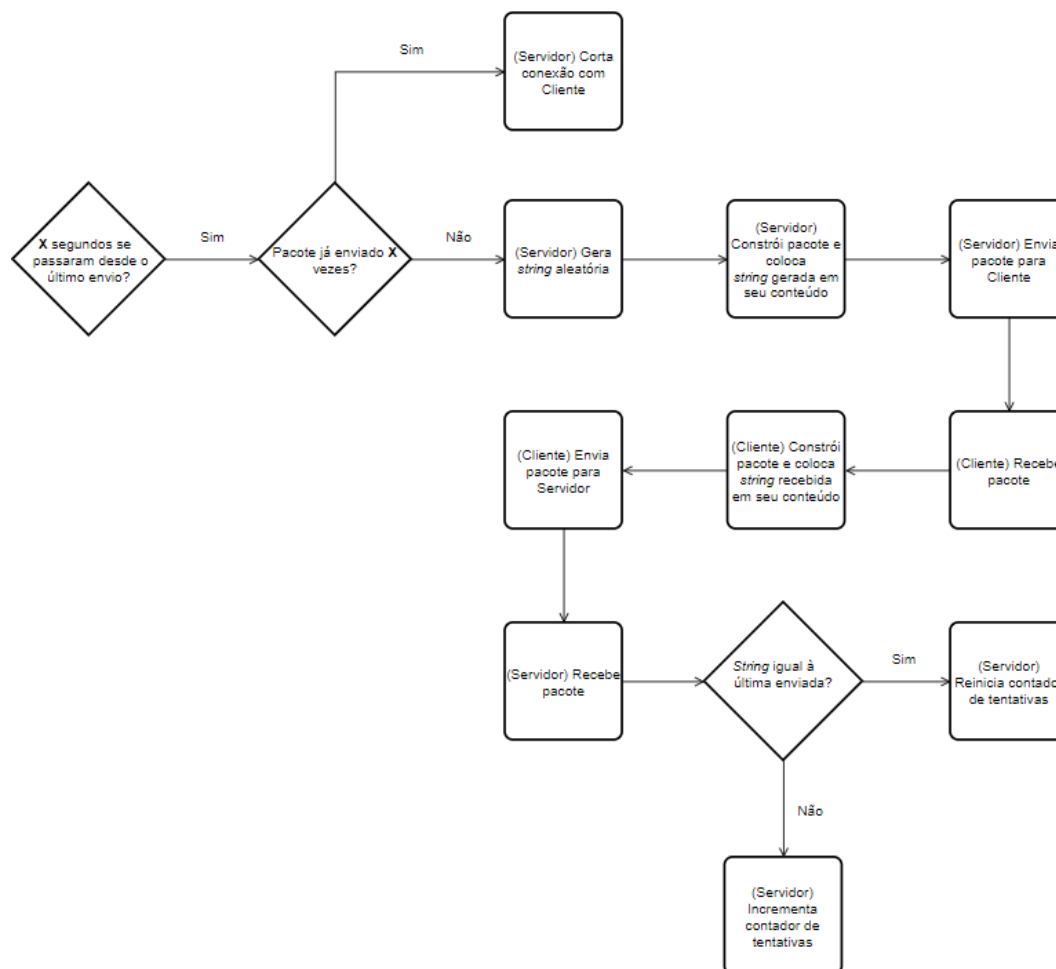 Sim
(Servidor) Corta
conexão com
Cliente
X segundos se
passaram desde o
último envio?
Sim
Pacote já enviado X
vezes?
Não
(Servidor) Gera
string aleatória
(Servidor)
Constrói pacote e
coloca
string gerada em
seu conteúdo
(Servidor) Envia
pacote para
Cliente
(Cliente) Recebe
pacote
(Cliente) Constrói
pacote e coloca
string recebida
em seu conteúdo
(Cliente) Envia
pacote para
Servidor
(Servidor) Recebe
pacote
String igual à
última enviada?
Sim
(Servidor)
Reinicia contador
de tentativas
Não
(Servidor)
Incrementa
contador de
tentativas